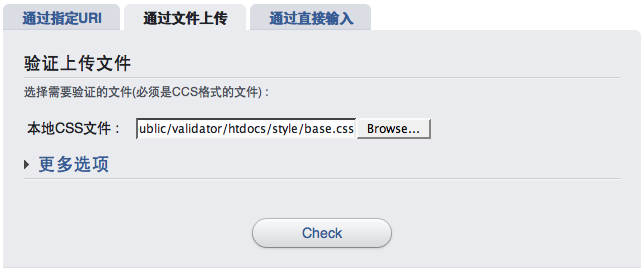 通过指定URI 通过文件上传 通过直接输入
验证上传文件
选择需要验证的文件(必须是CCS格式的文件)：
本地CSS文件： ublic/validator/htdocs/style/base.css Browse...
更多选项
Check